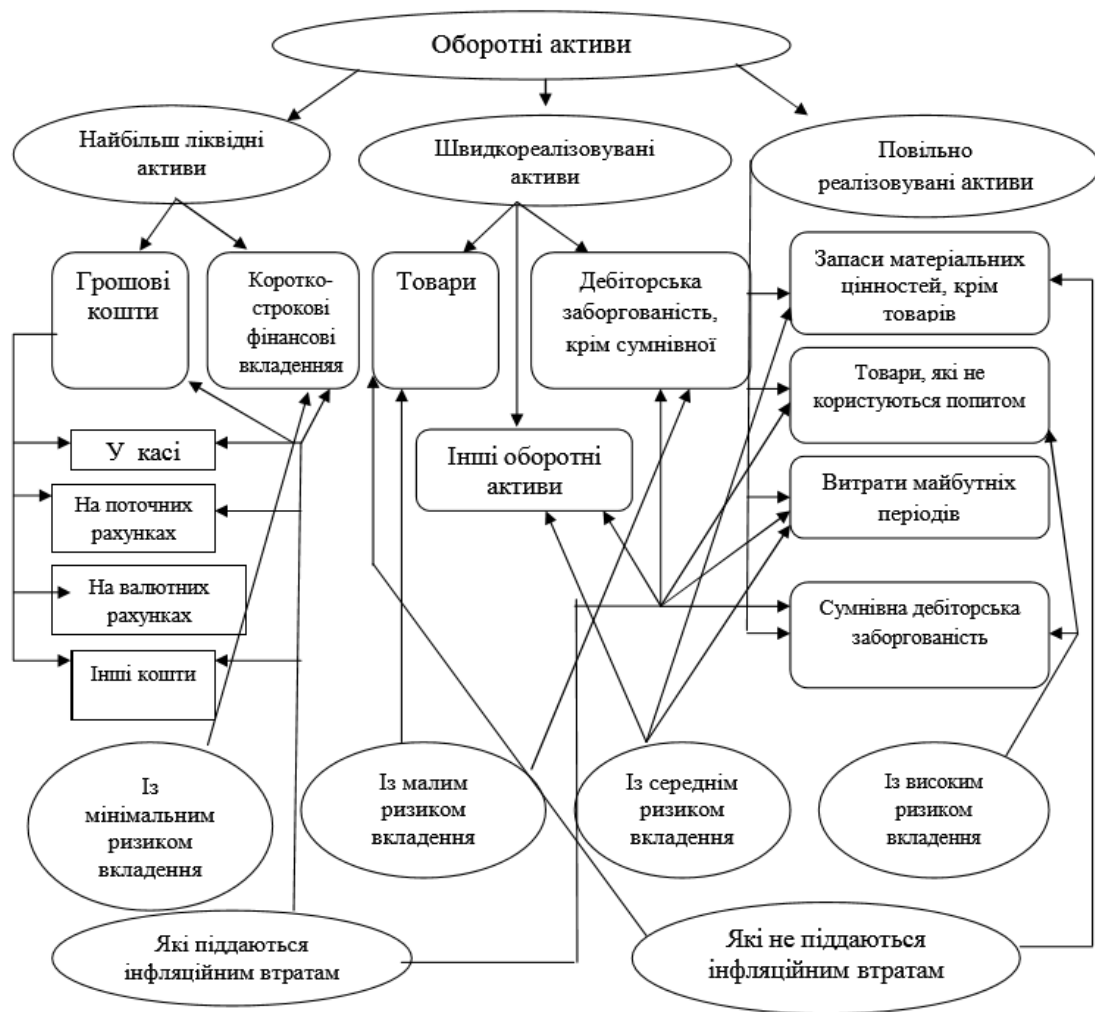 Оборотні активи
Найбільш ліквідні
активи
Швидкореалізовувані
активи
Повільно
реалізовувані активи
Грошові
кошти
Коротко-
строкові
фінансові
вкладенняя
Товари
Дебіторська
заборгованість,
крім сумнівної
Запаси матеріальних
цінностей, крім
товарів
Товари, які не
користуються попитом
У касі
Інші оборотні
активи
Витрати майбутніх
періодів
На поточних
рахунках
На валютних
рахунках
Сумнівна дебіторська
заборгованість
Інші кошти
Із
мінімальним
ризиком
вкладення
Із малим
ризиком
вкладення
Із середнім
ризиком
вкладення
Із високим
ризиком
вкладення
Які піддаються
інфляційним втратам
Які не піддаються
інфляційним втратам